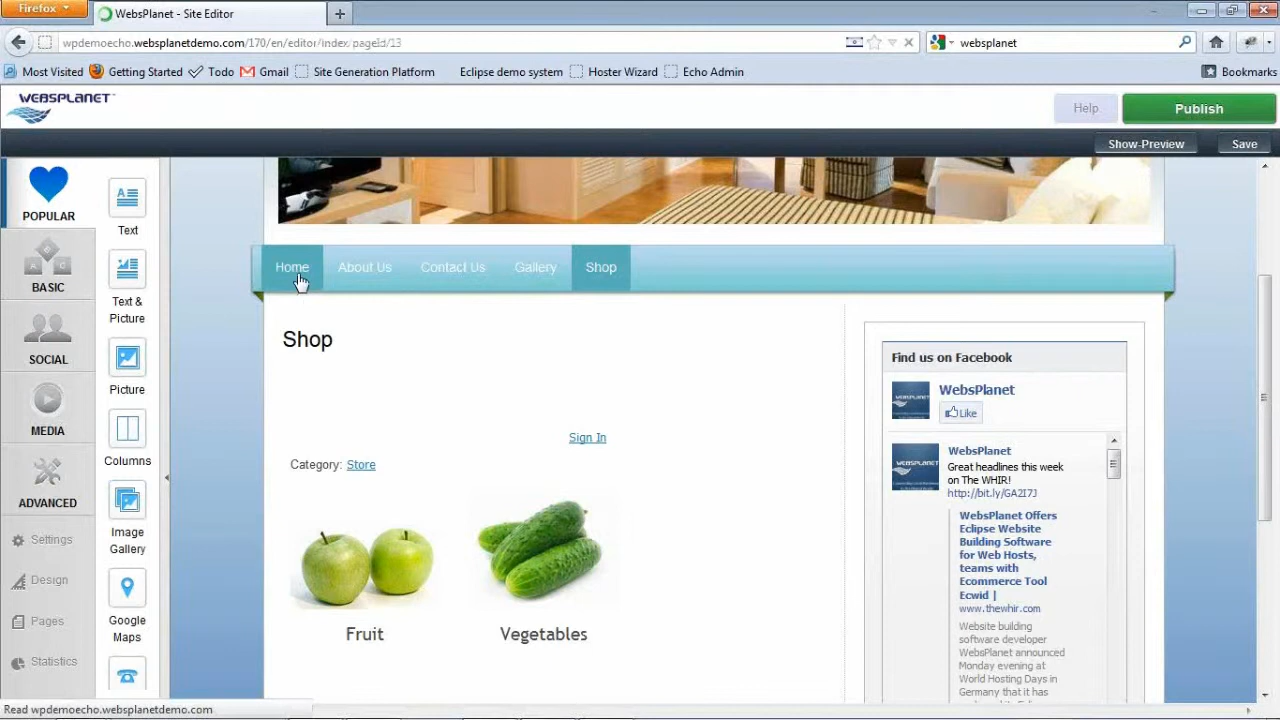 Firefox
WebsPlanet - Site Editor
wpdemoecho.websplanetdemo.com/170/en/editor/index/pageId/13
websplanet
Most Visited
Getting Started
Todo
Gmail
Site Generation Platform
Eclipse demo system
Hoster Wizard
Echo Admin
Bookmarks
WEBSPLANET
Help
Publish
Show-Preview
Save
POPULAR
BASIC
SOCIAL
MEDIA
ADVANCED
Settings
Design
Pages
Statistics
Text
Text &
Picture
Picture
Columns
Image
Gallery
Google
Maps
Home
About Us
Contact Us
Gallery
Shop
Shop
Sign In
Category: Store
Fruit
Vegetables
Find us on Facebook
WebsPlanet
Like
WebsPlanet
Great headlines this week
on The WHIR!
http://bit.ly/GA2I7J
WebsPlanet Offers
Eclipse Website
Building Software
for Web Hosts,
teams with
Ecommerce Tool
Ecwid |
www.thewhir.com
Website building
software developer
WebsPlanet announced
Monday evening at
World Hosting Days in
Germany that it has
Read wpdemoecho.websplanetdemo.com